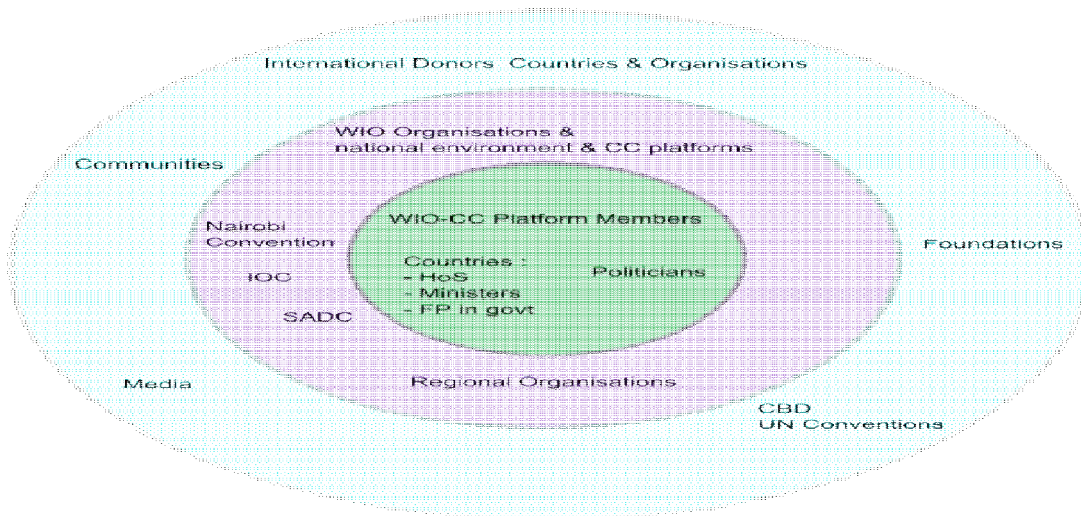 International Donors Countries & Organisations
WIO Organisations &
national environment & CC platforms
Communities
WIO-CC Platform Members
Nairobi
Convention
Foundations
Countries :
- HoS
- Ministers
- FP in govt
Politicians
IOC
SADC
Regional Organisations
Media
CBD
UN Conventions